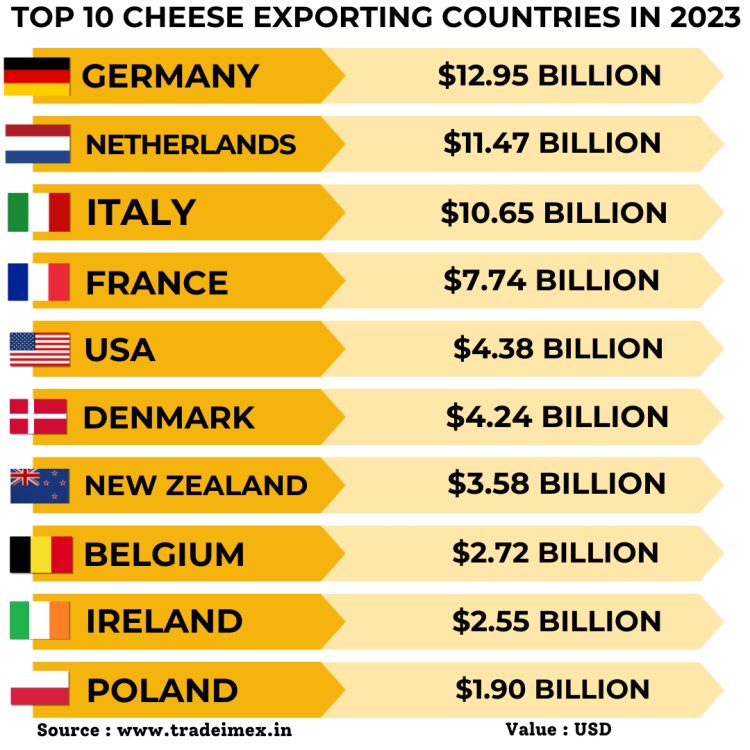 TOP 10 CHEESE EXPORTING COUNTRIES IN 2023
GERMANY $12.95 BILLION
NETHERLANDS $11.47 BILLION
ITALY $10.65 BILLION
FRANCE $7.74 BILLION
USA $4.38 BILLION
DENMARK $4.24 BILLION
NEW ZEALAND $3.58 BILLION
BELGIUM $2.72 BILLION
IRELAND $2.55 BILLION
POLAND $1.90 BILLION
Source : www.tradeimex.in Value : USD